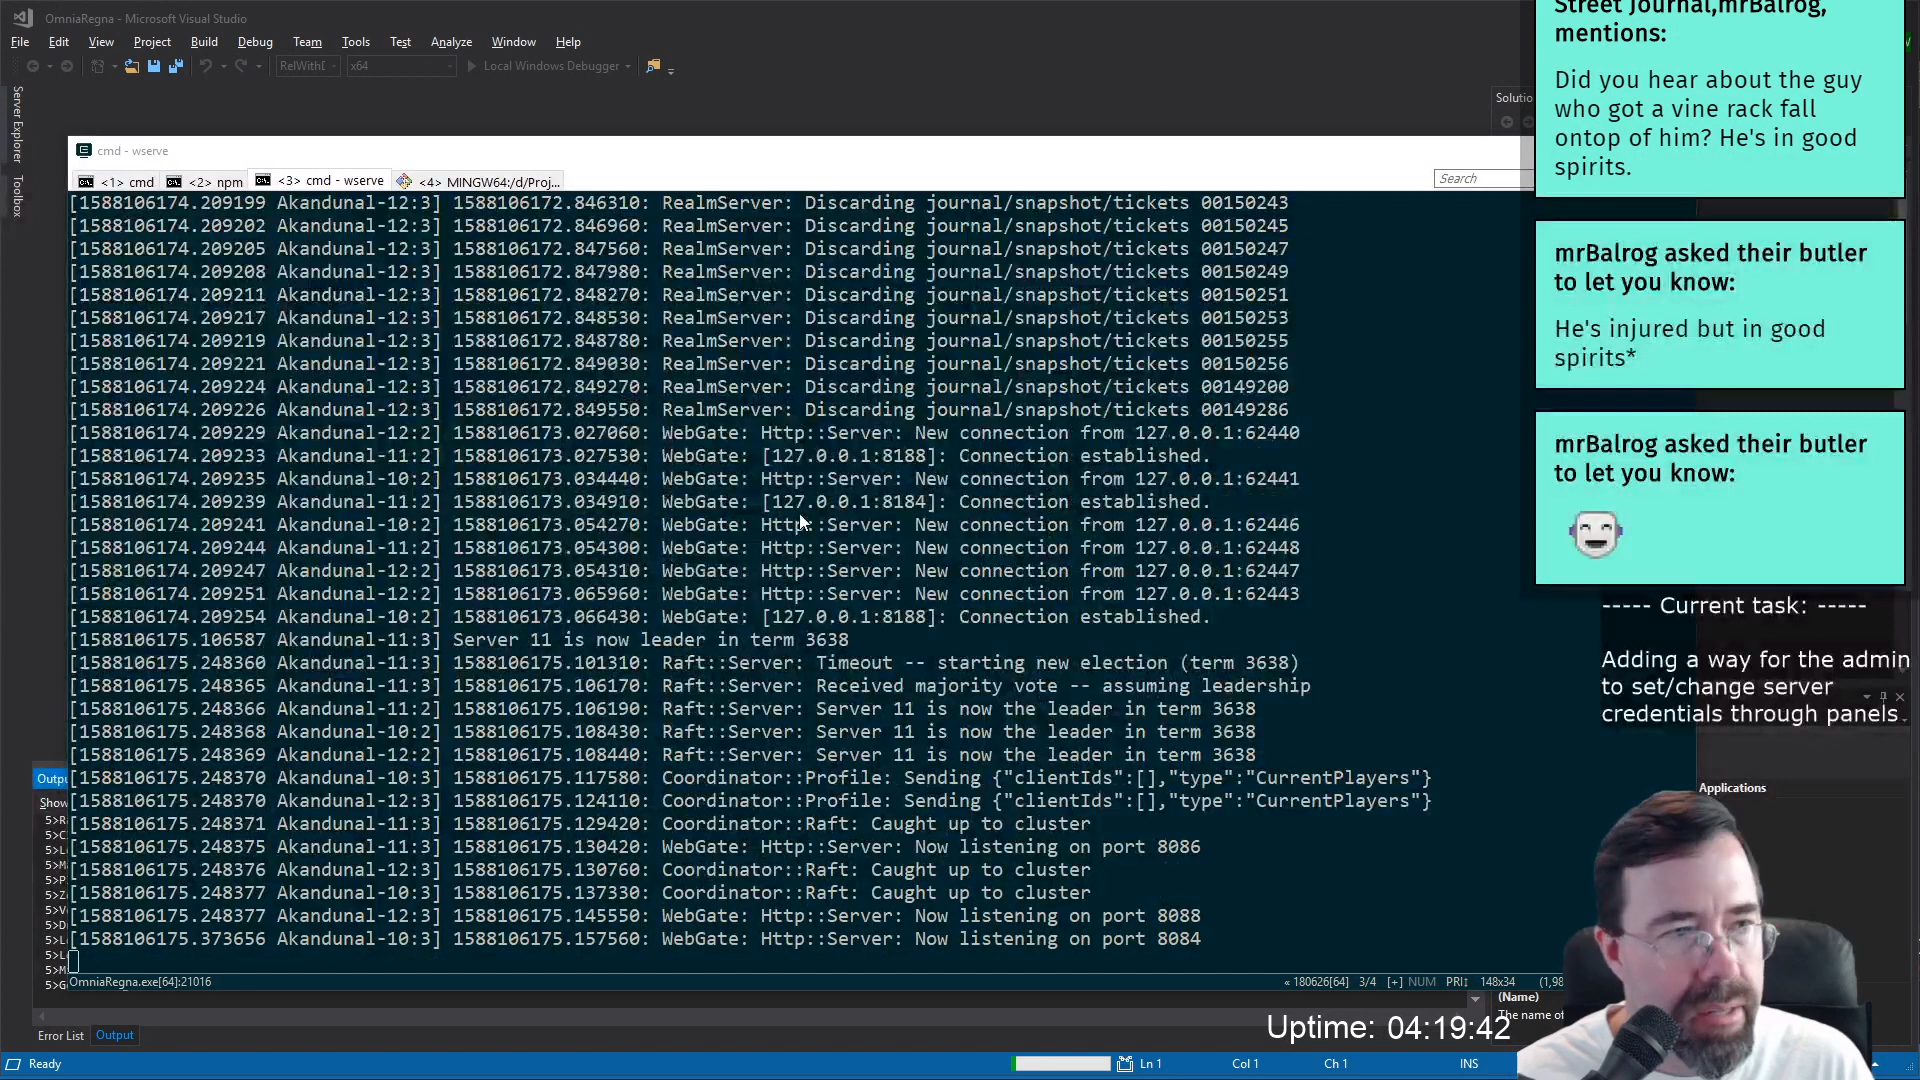 OmniaRegna - Microsoft Visual Studio
File Edit View Project Build Debug Team Tools Test Analyze Window Help
RelWithD x64 Local Windows Debugger
Server Explorer
Toolbox
Solutio
cmd - wserve
<1> cmd <2> npm <3> cmd - wserve <4> MINGW64:/d/Proj... Search
[1588106174.209199 Akandunal-12:3] 1588106172.846310: RealmServer: Discarding journal/snapshot/tickets 00150243
[1588106174.209202 Akandunal-12:3] 1588106172.846960: RealmServer: Discarding journal/snapshot/tickets 00150245
[1588106174.209205 Akandunal-12:3] 1588106172.847560: RealmServer: Discarding journal/snapshot/tickets 00150247
[1588106174.209208 Akandunal-12:3] 1588106172.847980: RealmServer: Discarding journal/snapshot/tickets 00150249
[1588106174.209211 Akandunal-12:3] 1588106172.848270: RealmServer: Discarding journal/snapshot/tickets 00150251
[1588106174.209217 Akandunal-12:3] 1588106172.848530: RealmServer: Discarding journal/snapshot/tickets 00150253
[1588106174.209219 Akandunal-12:3] 1588106172.848780: RealmServer: Discarding journal/snapshot/tickets 00150255
[1588106174.209221 Akandunal-12:3] 1588106172.849030: RealmServer: Discarding journal/snapshot/tickets 00150256
[1588106174.209224 Akandunal-12:3] 1588106172.849270: RealmServer: Discarding journal/snapshot/tickets 00149200
[1588106174.209226 Akandunal-12:3] 1588106172.849550: RealmServer: Discarding journal/snapshot/tickets 00149286
[1588106174.209229 Akandunal-12:2] 1588106173.027060: WebGate: Http::Server: New connection from 127.0.0.1:62440
[1588106174.209233 Akandunal-11:2] 1588106173.027530: WebGate: [127.0.0.1:8188]: Connection established.
[1588106174.209235 Akandunal-10:2] 1588106173.034440: WebGate: Http::Server: New connection from 127.0.0.1:62441
[1588106174.209239 Akandunal-11:2] 1588106173.034910: WebGate: [127.0.0.1:8184]: Connection established.
[1588106174.209241 Akandunal-10:2] 1588106173.054270: WebGate: Http::Server: New connection from 127.0.0.1:62446
[1588106174.209244 Akandunal-11:2] 1588106173.054300: WebGate: Http::Server: New connection from 127.0.0.1:62448
[1588106174.209247 Akandunal-12:2] 1588106173.054310: WebGate: Http::Server: New connection from 127.0.0.1:62447
[1588106174.209251 Akandunal-12:2] 1588106173.065960: WebGate: Http::Server: New connection from 127.0.0.1:62443
[1588106174.209254 Akandunal-10:2] 1588106173.066430: WebGate: [127.0.0.1:8188]: Connection established.
[1588106175.106587 Akandunal-11:3] Server 11 is now leader in term 3638
[1588106175.248360 Akandunal-11:3] 1588106175.101310: Raft::Server: Timeout -- starting new election (term 3638)
[1588106175.248365 Akandunal-11:3] 1588106175.106170: Raft::Server: Received majority vote -- assuming leadership
[1588106175.248366 Akandunal-11:2] 1588106175.106190: Raft::Server: Server 11 is now the leader in term 3638
[1588106175.248368 Akandunal-10:2] 1588106175.108430: Raft::Server: Server 11 is now the leader in term 3638
[1588106175.248369 Akandunal-12:2] 1588106175.108440: Raft::Server: Server 11 is now the leader in term 3638
[1588106175.248370 Akandunal-10:3] 1588106175.117580: Coordinator::Profile: Sending {"clientIds":[],"type":"CurrentPlayers"}
[1588106175.248370 Akandunal-12:3] 1588106175.124110: Coordinator::Profile: Sending {"clientIds":[],"type":"CurrentPlayers"}
[1588106175.248371 Akandunal-11:3] 1588106175.129420: Coordinator::Raft: Caught up to cluster
[1588106175.248375 Akandunal-11:3] 1588106175.130420: WebGate: Http::Server: Now listening on port 8086
[1588106175.248376 Akandunal-12:3] 1588106175.130760: Coordinator::Raft: Caught up to cluster
[1588106175.248377 Akandunal-10:3] 1588106175.137330: Coordinator::Raft: Caught up to cluster
[1588106175.248377 Akandunal-12:3] 1588106175.145550: WebGate: Http::Server: Now listening on port 8088
[1588106175.373656 Akandunal-10:3] 1588106175.157560: WebGate: Http::Server: Now listening on port 8084
OmniaRegna.exe[64]:21016 « 180626[64] 3/4 [+] NUM PRI: 148x34 (1,98
Outpu
Show
Error List Output
Ready Ln 1 Col 1 Ch 1 INS
Uptime: 04:19:42
Street Journal,mrBalrog,
mentions:
Did you hear about the guy
who got a vine rack fall
ontop of him? He's in good
spirits.
mrBalrog asked their butler
to let you know:
He's injured but in good
spirits*
mrBalrog asked their butler
to let you know:
----- Current task: -----
Adding a way for the admin
to set/change server
credentials through panels
Applications
(Name)
The name of